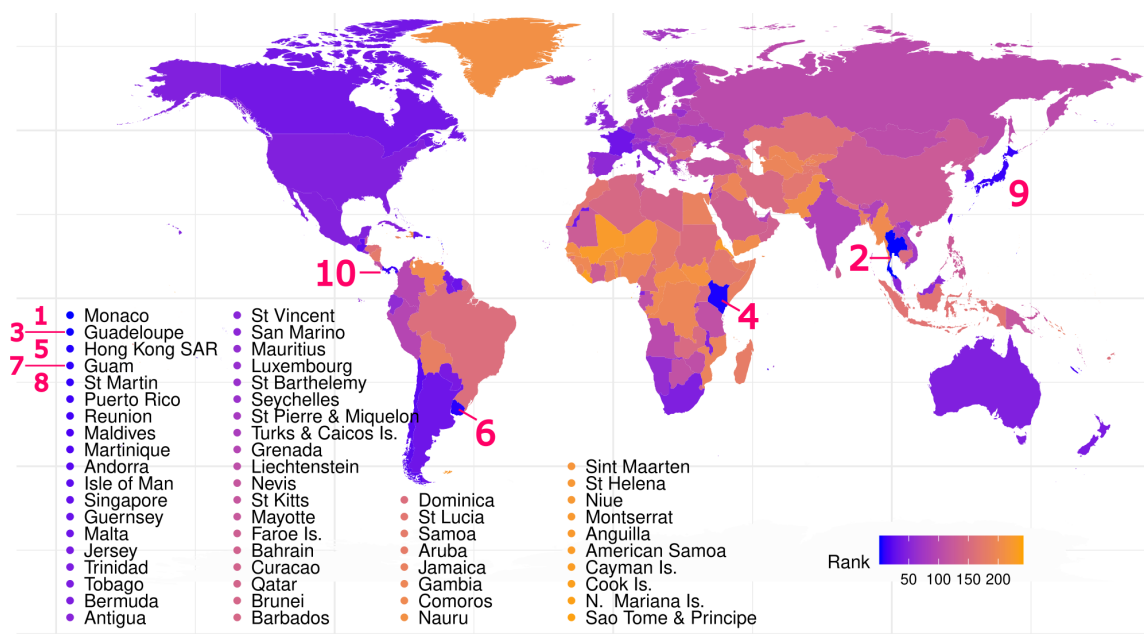 9
2
10
4
1
3
5
7
8
6
Monaco
Guadeloupe
Hong Kong SAR
Guam
St Martin
Puerto Rico
Reunion
Maldives
Martinique
Andorra
Isle of Man
Singapore
Guernsey
Malta
Jersey
Trinidad
Tobago
Bermuda
Antigua
St Vincent
San Marino
Mauritius
Luxembourg
St Barthelemy
Seychelles
St Pierre & Miquelon
Turks & Caicos Is.
Grenada
Liechtenstein
Nevis
St Kitts
Mayotte
Faroe Is.
Bahrain
Curacao
Qatar
Brunei
Barbados
Dominica
St Lucia
Samoa
Aruba
Jamaica
Gambia
Comoros
Nauru
Sint Maarten
St Helena
Niue
Montserrat
Anguilla
American Samoa
Cayman Is.
Cook Is.
N. Mariana Is.
Sao Tome & Principe
Rank
50 100 150 200